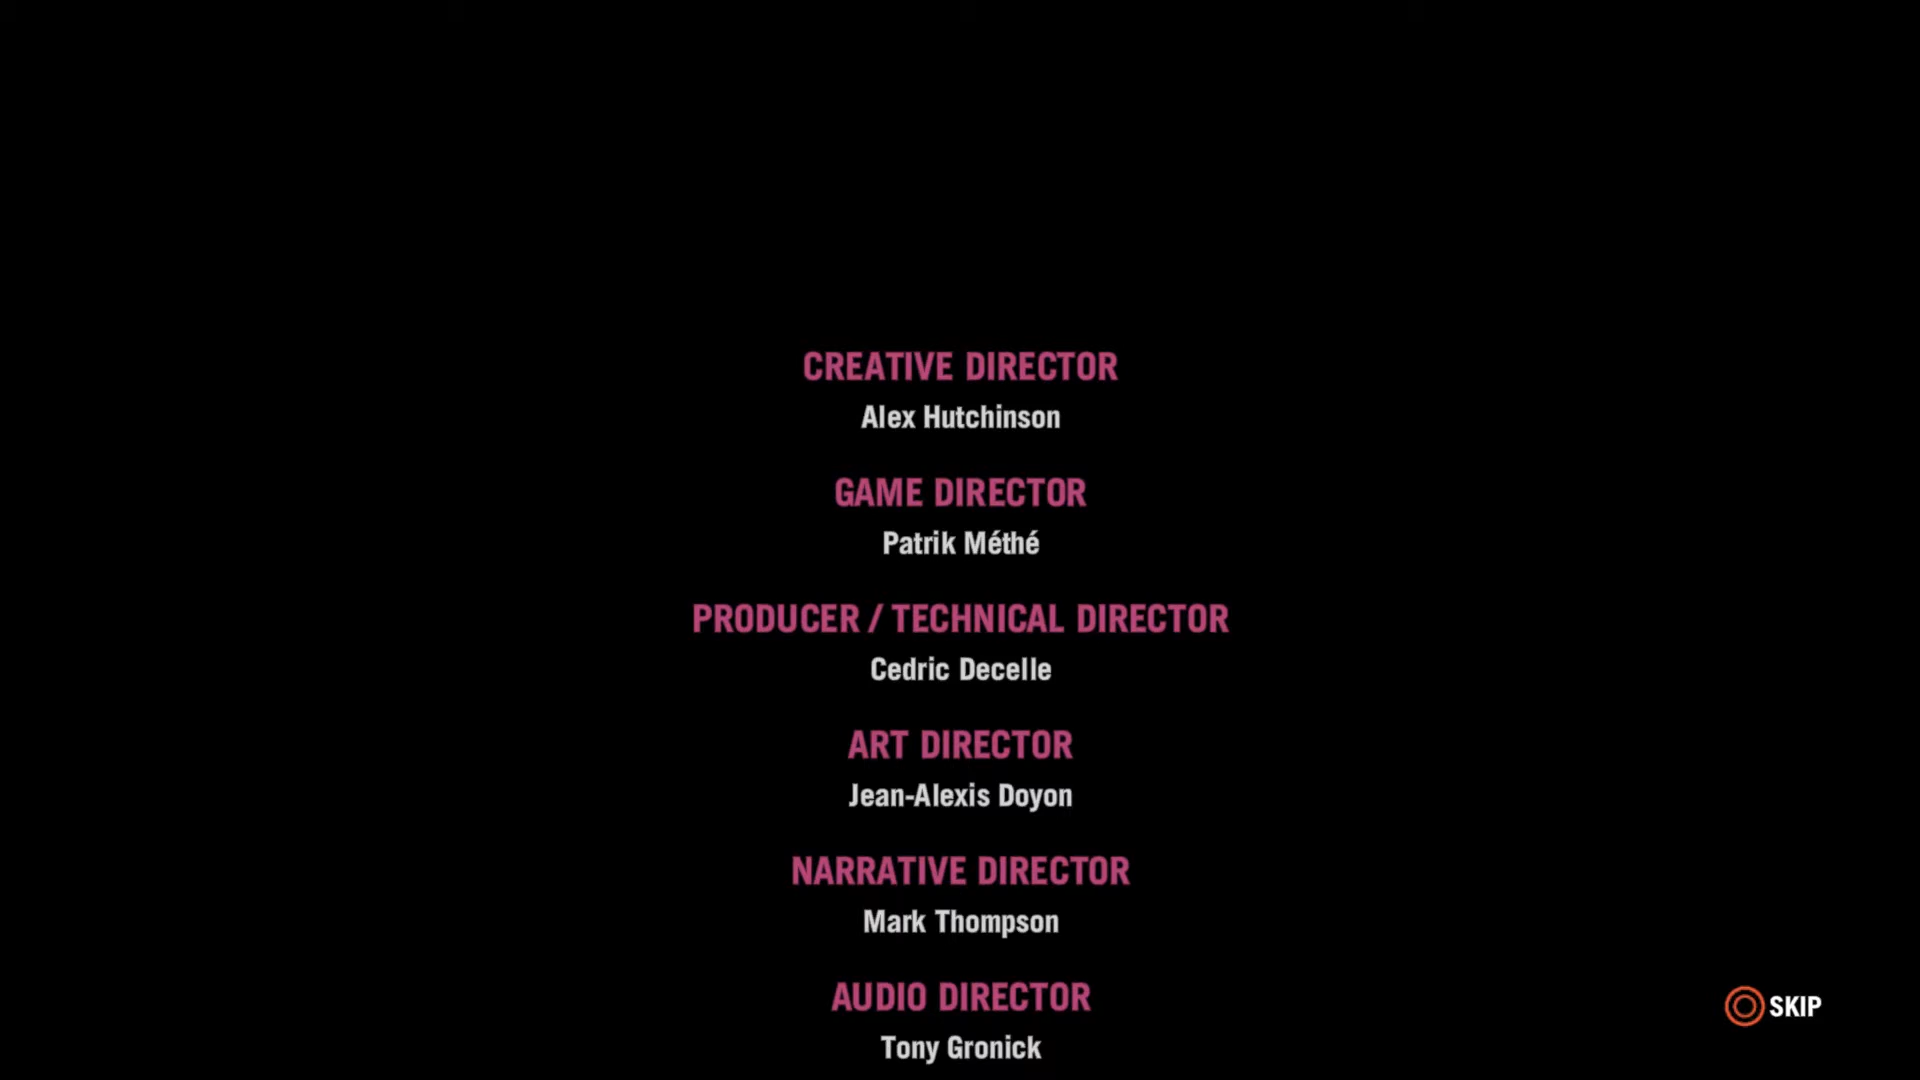 CREATIVE DIRECTOR
Alex Hutchinson
GAME DIRECTOR
Patrik Méthé
PRODUCER / TECHNICAL DIRECTOR
Cedric Decelle
ART DIRECTOR
Jean-Alexis Doyon
NARRATIVE DIRECTOR
Mark Thompson
AUDIO DIRECTOR
Tony Gronick
SKIP